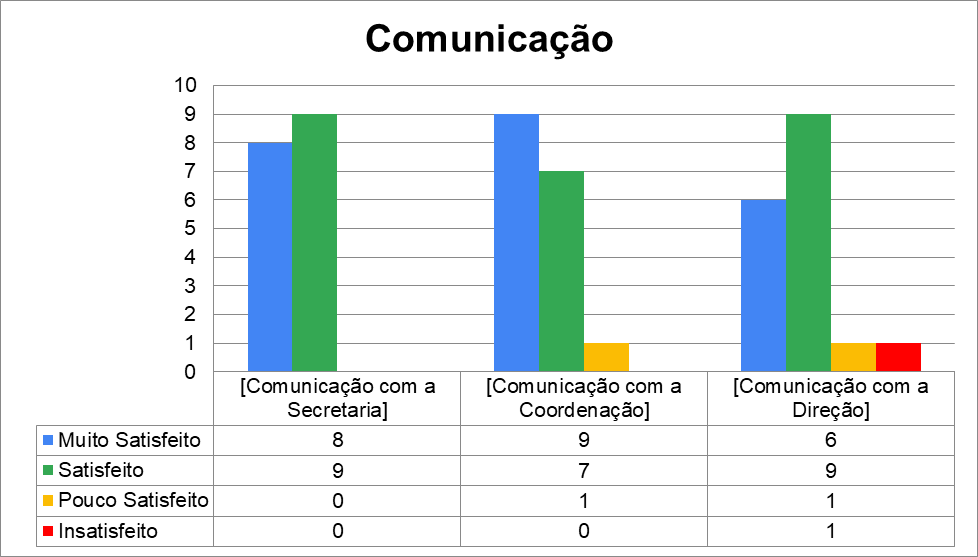 Comunicação
10
9
8
7
6
5
4
3
2
1
0
[Comunicação com a Secretaria] [Comunicação com a Coordenação] [Comunicação com a Direção]
Muito Satisfeito 8 9 6
Satisfeito 9 7 9
Pouco Satisfeito 0 1 1
Insatisfeito 0 0 1